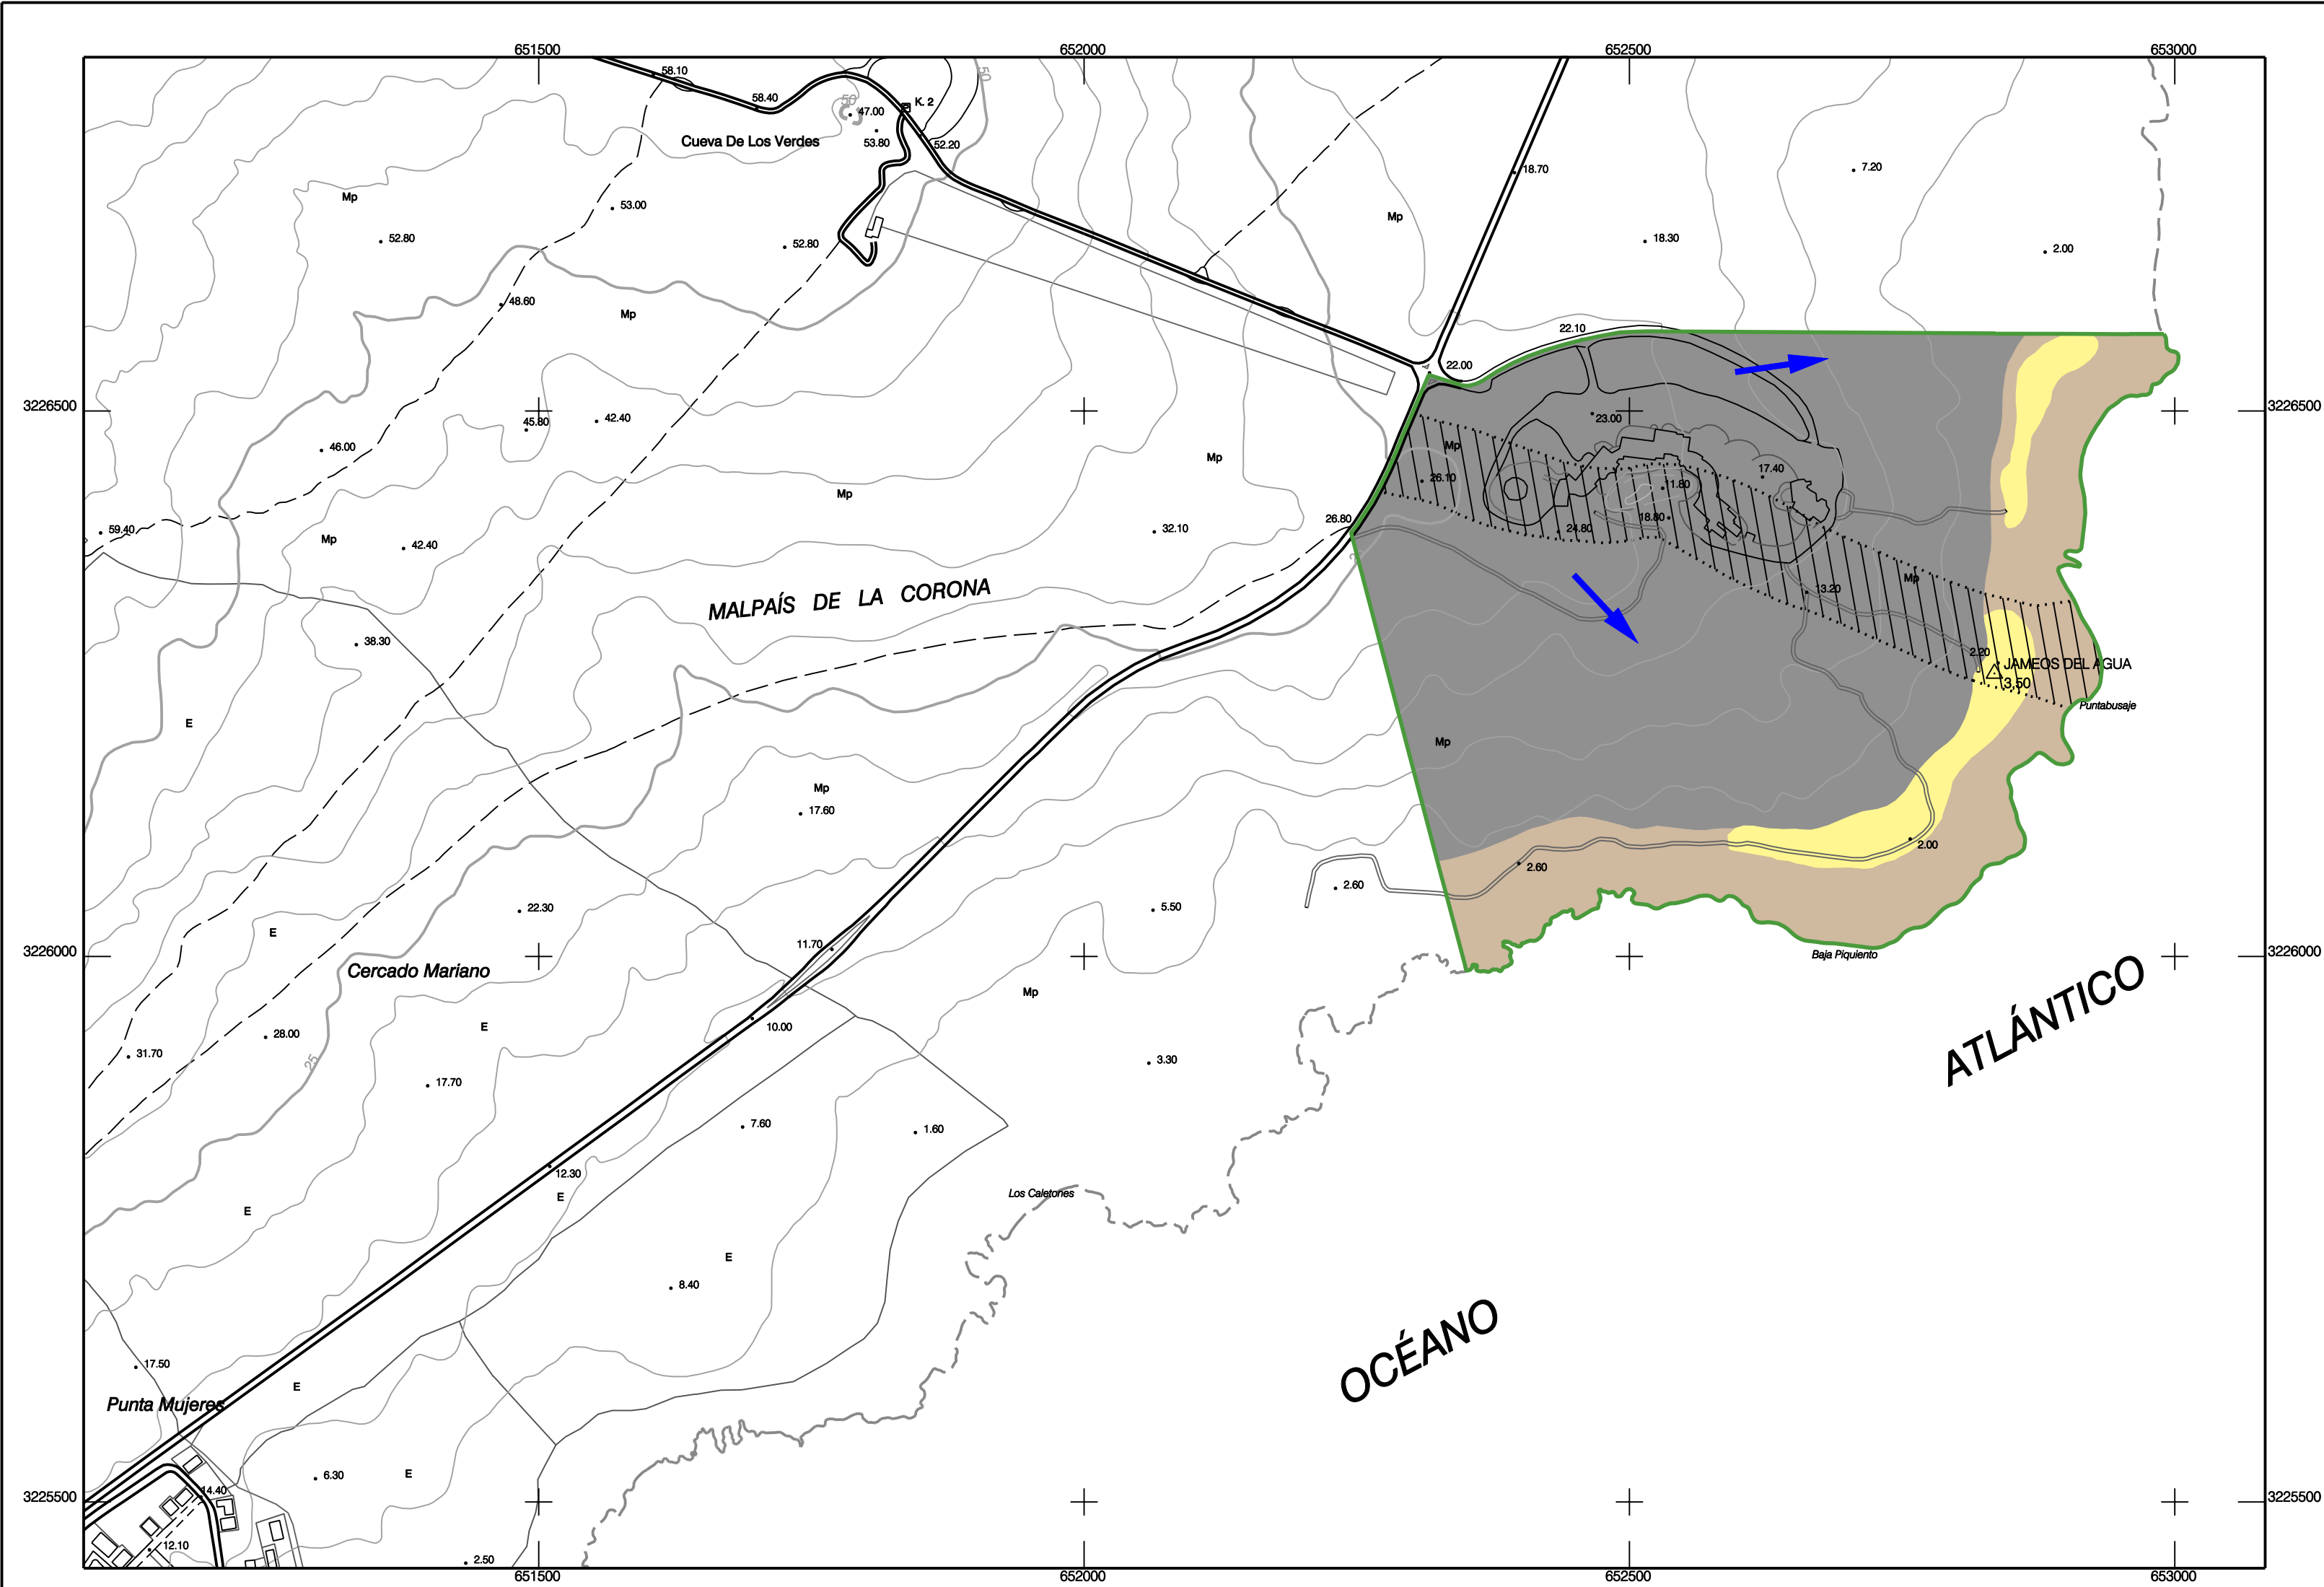 651500 652000 652500 653000
58.10
58.40
50
50
47.00
K. 2
Cueva De Los Verdes
53.80
52.20
18.70
7.20
Mp
53.00
Mp
52.80
52.80
18.30
2.00
48.60
Mp
22.10
22.00
3226500
3226500
45.80
42.40
23.00
46.00
Mp
Mp
17.40
26.10
11.80
Mp
59.40
32.10
26.80
18.80
24.80
Mp
42.40
Mp
13.20
MALPAÍS DE LA CORONA
38.30
2.20
JAMEOS DEL AGUA
3.50
Puntabusaje
E
Mp
Mp
17.60
2.00
2.60
2.60
22.30
5.50
E
11.70
3226000
3226000
Baja Piquiento
Cercado Mariano
Mp
ATLÁNTICO
E
10.00
28.00
31.70
25
3.30
17.70
7.60
1.60
12.30
Los Caletones
E
E
E
8.40
OCÉANO
17.50
E
Punta Mujeres
6.30
E
14.40
3225500
3225500
12.10
2.50
651500 652000 652500 653000